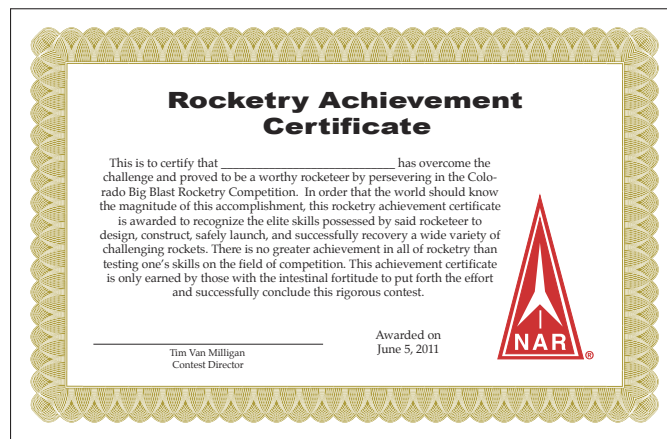 Rocketry Achievement
Certificate
This is to certify that ____________________________ has overcome the
challenge and proved to be a worthy rocketeer by persevering in the Colo-
rado Big Blast Rocketry Competition.  In order that the world should know
the magnitude of this accomplishment, this rocketry achievement certificate
is awarded to recognize the elite skills possessed by said rocketeer to
design, construct, safely launch, and successfully recovery a wide variety of
challenging rockets. There is no greater achievement in all of rocketry than
testing one's skills on the field of competition. This achievement certificate
is only earned by those with the intestinal fortitude to put forth the effort
and successfully conclude this rigorous contest.
Awarded on
June 5, 2011
Tim Van Milligan
Contest Director
NAR®